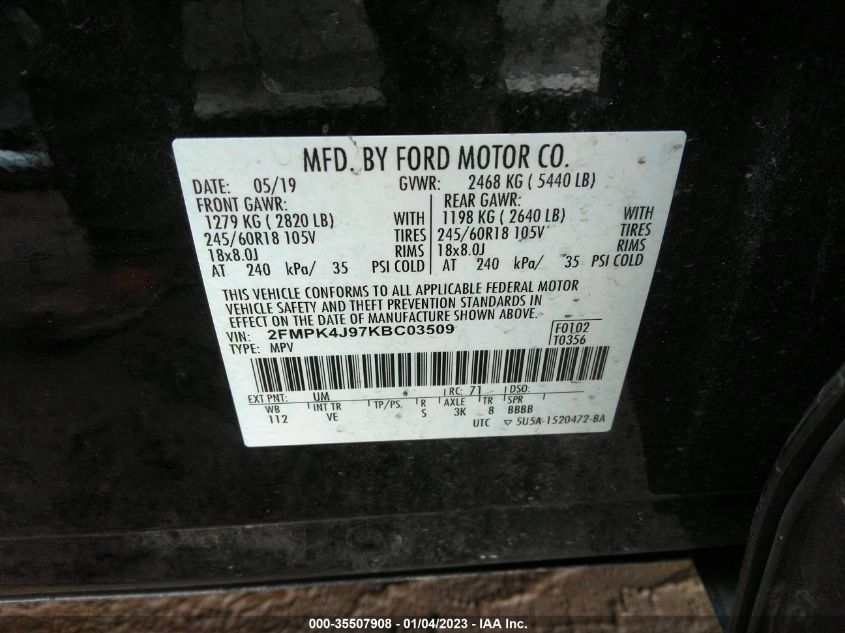 MFD. BY FORD MOTOR CO.
DATE: 05/19 GVWR: 2468 KG ( 5440 LB)
FRONT GAWR: REAR GAWR:
1279 KG ( 2820 LB) WITH 1198 KG ( 2640 LB) WITH
245/60R18 105V TIRES 245/60R18 105V TIRES
18x8.0J RIMS 18x8.0J RIMS
AT 240 kPa/ 35 PSI COLD AT 240 kPa/ 35 PSI COLD
THIS VEHICLE CONFORMS TO ALL APPLICABLE FEDERAL MOTOR
VEHICLE SAFETY AND THEFT PREVENTION STANDARDS IN
EFFECT ON THE DATE OF MANUFACTURE SHOWN ABOVE.
VIN: 2FMPK4J97KBC03509 F0102
TYPE: MPV T0356
EXT PNT: UM RC: 71 DSO:
WB INT TR TP/PS R AXLE TR SPR
112 VE S 3K 8 BBBB
UTC ▽ 5U5A-1520472-BA
000-35507908 - 01/04/2023 - IAA Inc.